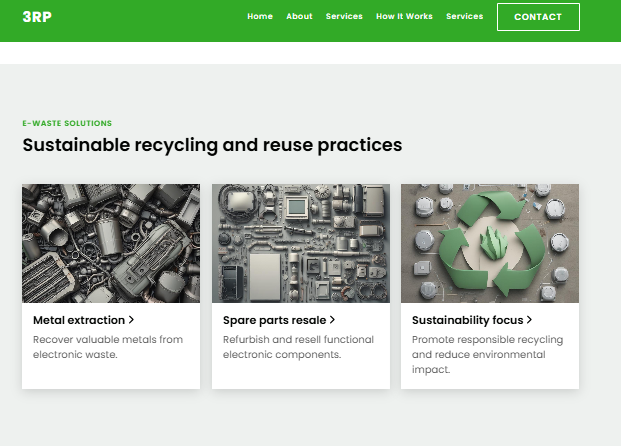 3RP
Home About Services How It Works Services CONTACT
E-WASTE SOLUTIONS
Sustainable recycling and reuse practices
Metal extraction
Recover valuable metals from
electronic waste.
Spare parts resale
Refurbish and resell functional
electronic components.
Sustainability focus
Promote responsible recycling
and reduce environmental
impact.